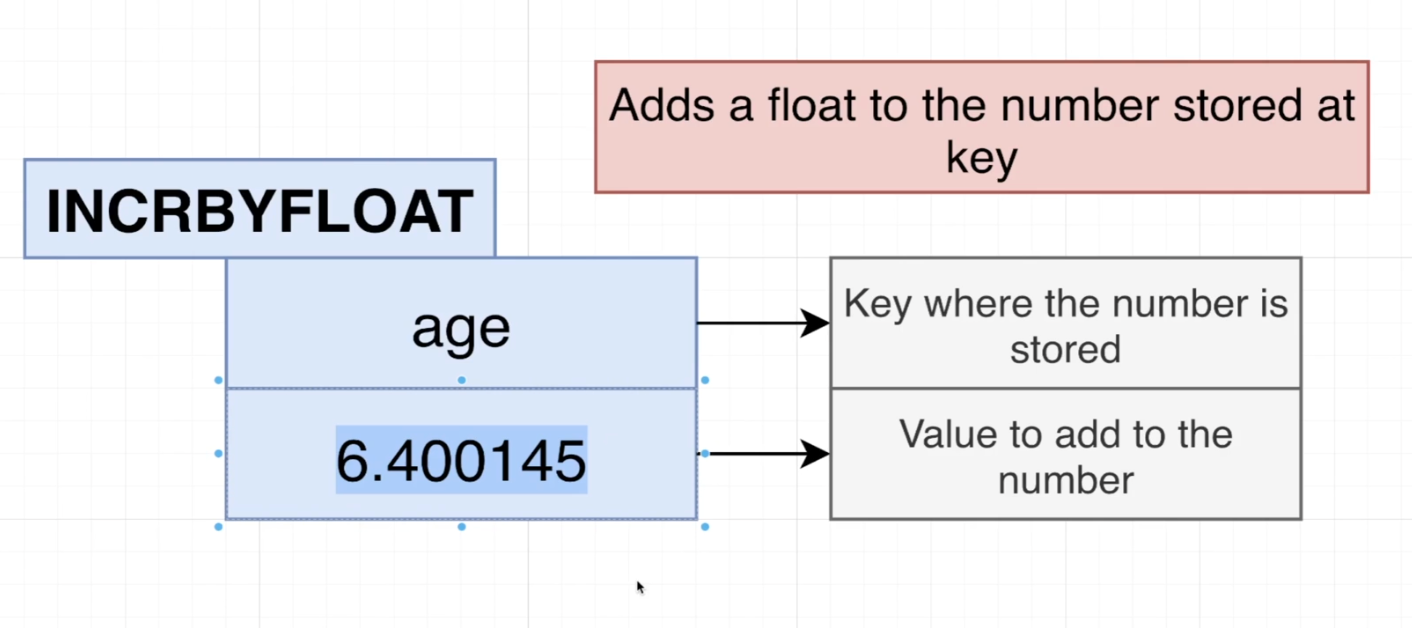 Adds a float to the number stored at
key
INCRBYFLOAT
age
Key where the number is
stored
6.400145
Value to add to the
number